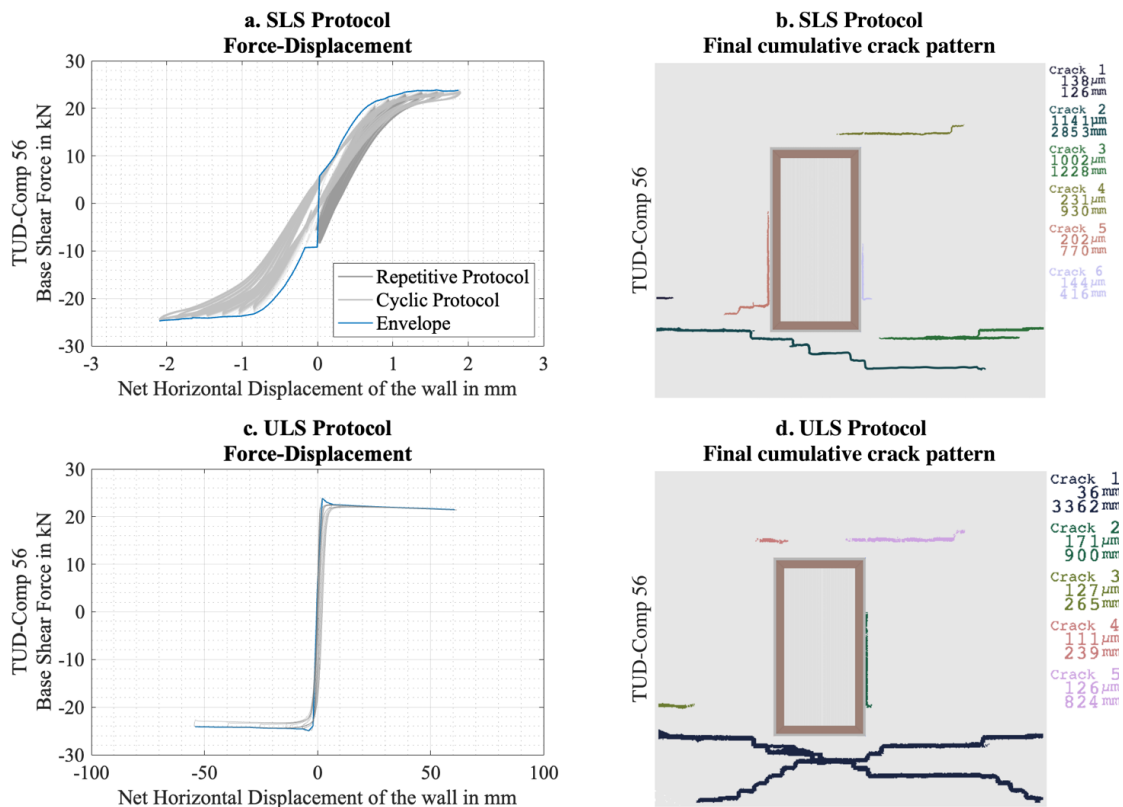 a. SLS Protocol
Force-Displacement
TUD-Comp 56
Base Shear Force in kN
30
20
10
0
-10
-20
-30
-3
-2
-1
0
1
2
3
Repetitive Protocol
Cyclic Protocol
Envelope
Net Horizontal Displacement of the wall in mm
b. SLS Protocol
Final cumulative crack pattern
TUD-Comp 56
Crack 1
138µm
126mm
Crack 2
1141µm
2853mm
Crack 3
1002µm
1228mm
Crack 4
231µm
930mm
Crack 5
202µm
770mm
Crack 6
144µm
416mm
c. ULS Protocol
Force-Displacement
TUD-Comp 56
Base Shear Force in kN
30
20
10
0
-10
-20
-30
-100
-50
0
50
100
Net Horizontal Displacement of the wall in mm
d. ULS Protocol
Final cumulative crack pattern
TUD-Comp 56
Crack 1
36mm
3362mm
Crack 2
171µm
900mm
Crack 3
127µm
265mm
Crack 4
111µm
239mm
Crack 5
126µm
824mm